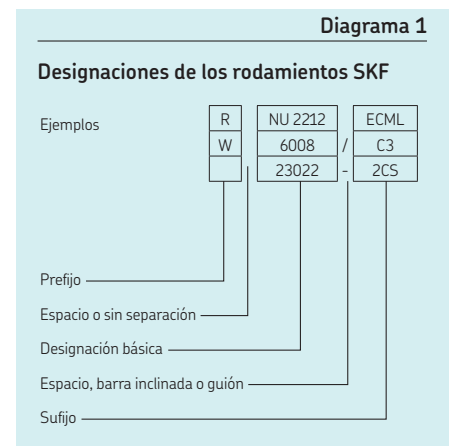 Diagrama 1
Designaciones de los rodamientos SKF
Ejemplos
R NU 2212 ECML
W 6008 / C3
23022 - 2CS
Prefijo
Espacio o sin separación
Designación básica
Espacio, barra inclinada o guión
Sufijo